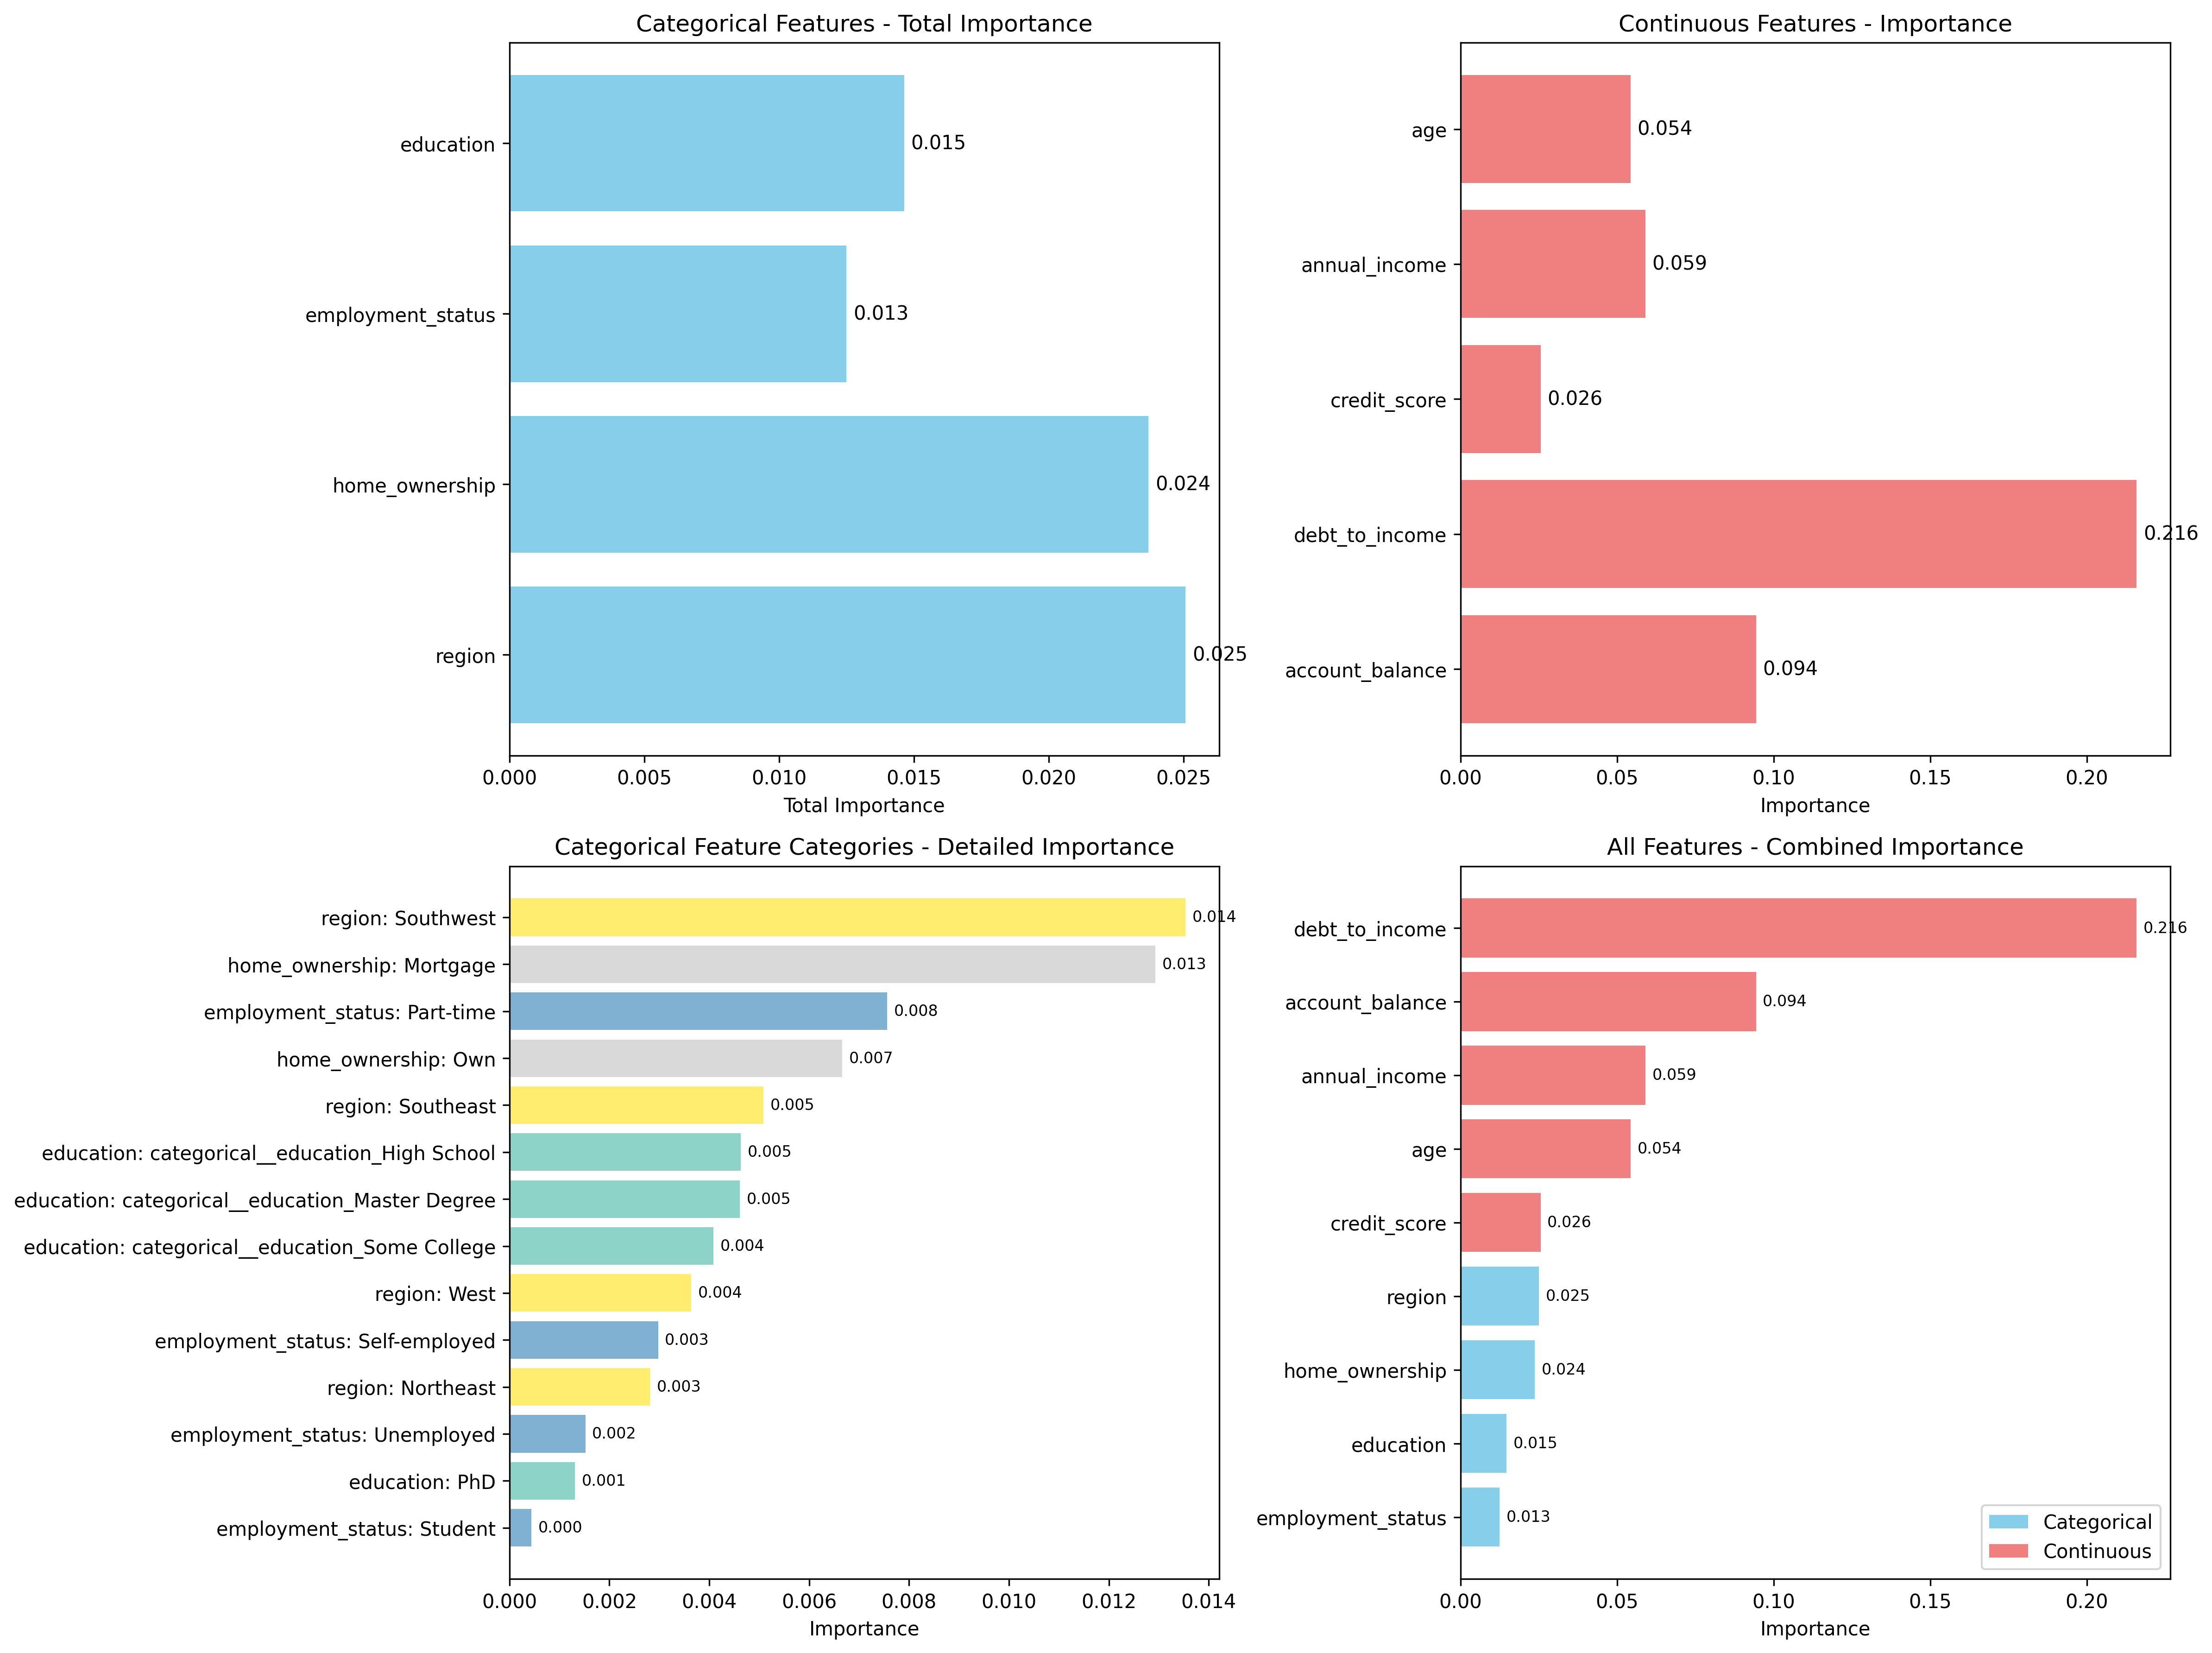 Categorical Features - Total Importance
education
0.015
employment_status
0.013
home_ownership
0.024
region
0.025
0.000 0.005 0.010 0.015 0.020 0.025
Total Importance
Continuous Features - Importance
age
0.054
annual_income
0.059
credit_score
0.026
debt_to_income
0.216
account_balance
0.094
0.00 0.05 0.10 0.15 0.20
Importance
Categorical Feature Categories - Detailed Importance
region: Southwest
0.014
home_ownership: Mortgage
0.013
employment_status: Part-time
0.008
home_ownership: Own
0.007
region: Southeast
0.005
education: categorical__education_High School
0.005
education: categorical__education_Master Degree
0.005
education: categorical__education_Some College
0.004
region: West
0.004
employment_status: Self-employed
0.003
region: Northeast
0.003
employment_status: Unemployed
0.002
education: PhD
0.001
employment_status: Student
0.000
0.000 0.002 0.004 0.006 0.008 0.010 0.012 0.014
Importance
All Features - Combined Importance
debt_to_income
0.216
account_balance
0.094
annual_income
0.059
age
0.054
credit_score
0.026
region
0.025
home_ownership
0.024
education
0.015
employment_status
0.013
Categorical
Continuous
0.00 0.05 0.10 0.15 0.20
Importance